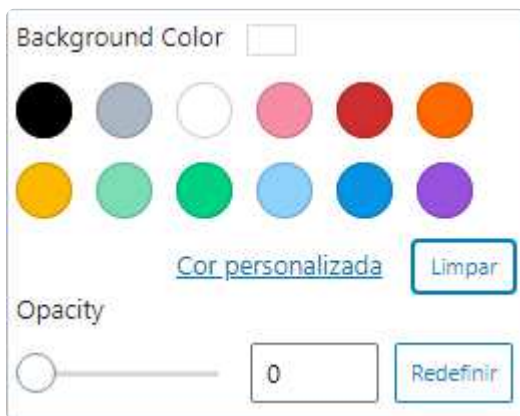 Background Color
Cor personalizada Limpar
Opacity
0 Redefinir